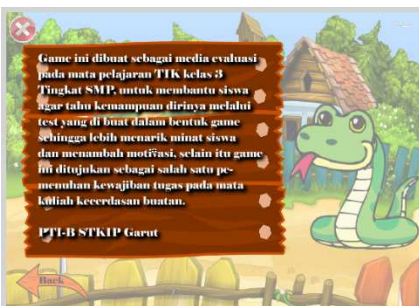 Game ini dibuat sebagai media evaluasi
pada mata pelajaran TIK kelas 3
Tingkat SMP, untuk membantu siswa
agar tahu kemampuan dirinya melalui
test yang di buat dalam bentuk game
sehingga lebih menarik minat siswa
dan menambah motivasi, selain itu game
ini ditujukan sebagai salah satu pe-
menuhan kewajiban tugas pada mata
kuliah kecerdasan buatan.
PTI-B STKIP Garut
Back